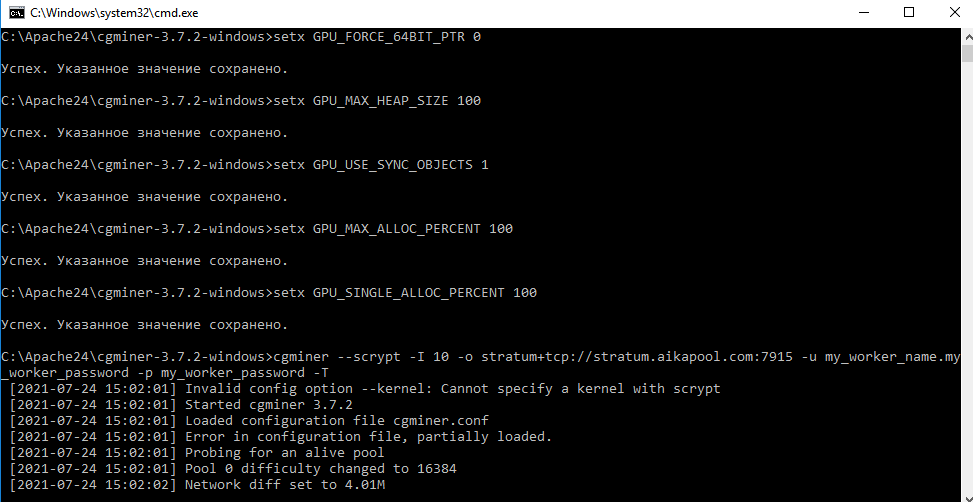 C:\Windows\system32\cmd.exe
C:\Apache24\cgminer-3.7.2-windows>setx GPU_FORCE_64BIT_PTR 0
Успех. Указанное значение сохранено.
C:\Apache24\cgminer-3.7.2-windows>setx GPU_MAX_HEAP_SIZE 100
Успех. Указанное значение сохранено.
C:\Apache24\cgminer-3.7.2-windows>setx GPU_USE_SYNC_OBJECTS 1
Успех. Указанное значение сохранено.
C:\Apache24\cgminer-3.7.2-windows>setx GPU_MAX_ALLOC_PERCENT 100
Успех. Указанное значение сохранено.
C:\Apache24\cgminer-3.7.2-windows>setx GPU_SINGLE_ALLOC_PERCENT 100
Успех. Указанное значение сохранено.
C:\Apache24\cgminer-3.7.2-windows>cgminer --scrypt -I 10 -o stratum+tcp://stratum.aikapool.com:7915 -u my_worker_name.my
_worker_password -p my_worker_password -T
[2021-07-24 15:02:01] Invalid config option --kernel: Cannot specify a kernel with scrypt
[2021-07-24 15:02:01] Started cgminer 3.7.2
[2021-07-24 15:02:01] Loaded configuration file cgminer.conf
[2021-07-24 15:02:01] Error in configuration file, partially loaded.
[2021-07-24 15:02:01] Probing for an alive pool
[2021-07-24 15:02:01] Pool 0 difficulty changed to 16384
[2021-07-24 15:02:02] Network diff set to 4.01M